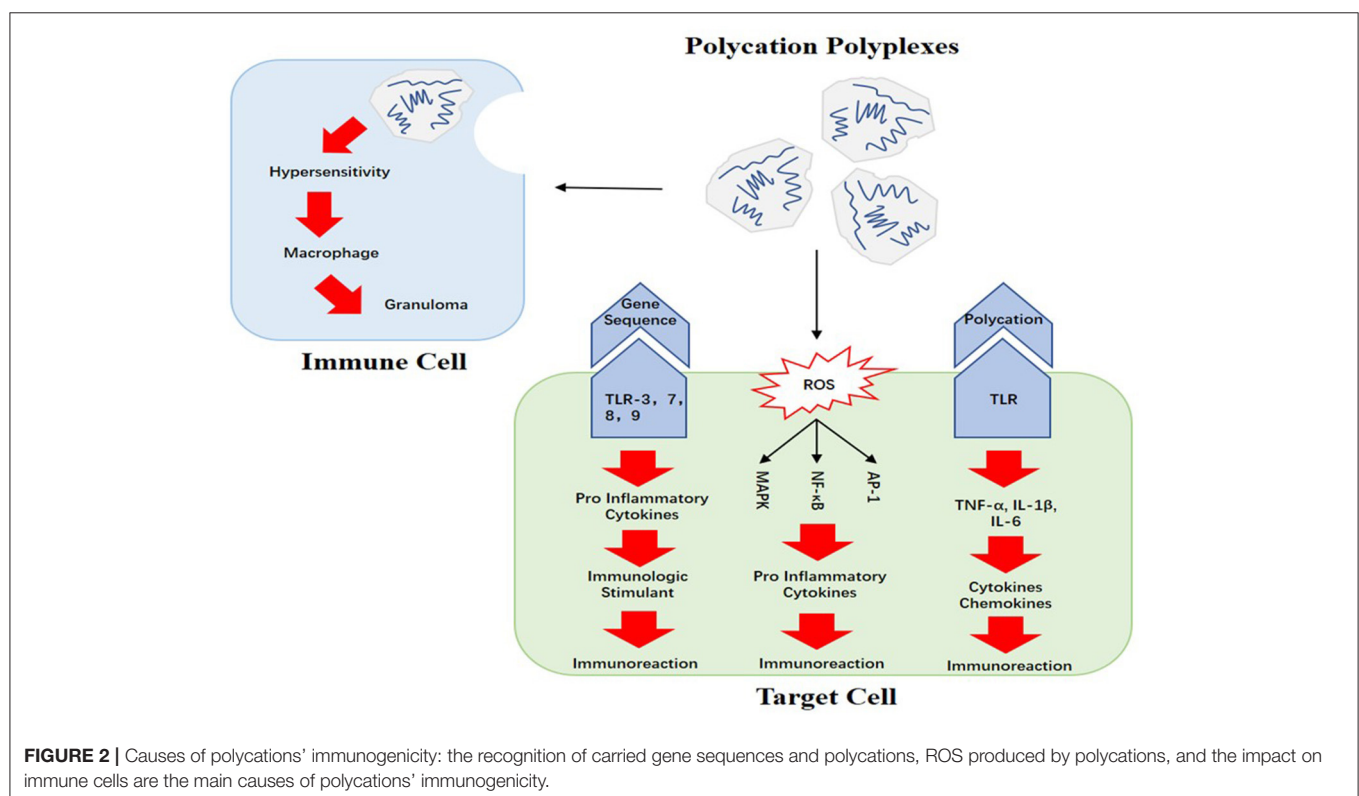 Polycation Polyplexes
Hypersensitivity
Macrophage
Granuloma
Immune Cell
Gene
Sequence
TLR-3, 7,
8, 9
Pro Inflammatory
Cytokines
Immunologic
Stimulant
Immunoreaction
ROS
MAPK
NF-κB
AP-1
Pro Inflammatory
Cytokines
Immunoreaction
Polycation
TLR
TNF-α, IL-1β,
IL-6
Cytokines
Chemokines
Immunoreaction
Target Cell
FIGURE 2 | Causes of polycations’ immunogenicity: the recognition of carried gene sequences and polycations, ROS produced by polycations, and the impact on
immune cells are the main causes of polycations’ immunogenicity.